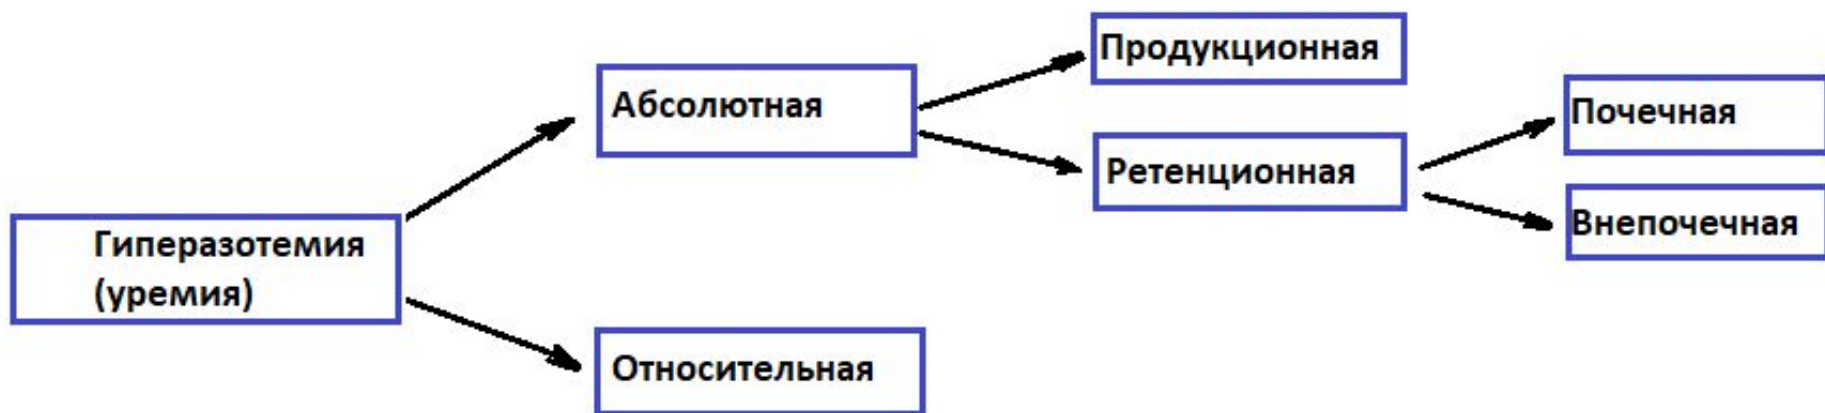 Продукционная
Абсолютная
Почечная
Ретенционная
Внепочечная
Гиперазотемия
(уремия)
Относительная